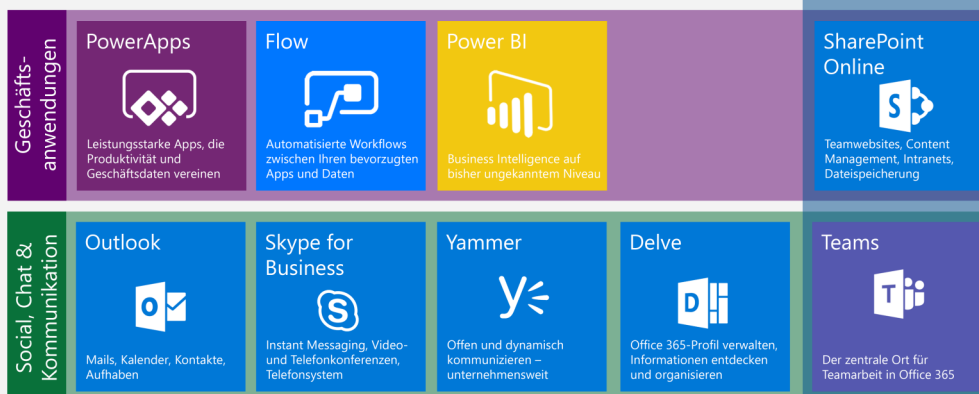 Geschäfts-
anwendungen
PowerApps
Leistungsstarke Apps, die
Produktivität und
Geschäftsdaten vereinen
Flow
Automatisierte Workflows
zwischen Ihren bevorzugten
Apps und Daten
Power BI
Business Intelligence auf
bisher ungekanntem Niveau
SharePoint
Online
S
Teamwebsites, Content
Management, Intranets,
Dateispeicherung
Social, Chat &
Kommunikation
Outlook
O
Mails, Kalender, Kontakte,
Aufhaben
Skype for
Business
S
Instant Messaging, Video-
und Telefonkonferenzen,
Telefonsystem
Yammer
Offen und dynamisch
kommunizieren –
unternehmensweit
Delve
D
Office 365-Profil verwalten,
Informationen entdecken
und organisieren
Teams
T
Der zentrale Ort für
Teamarbeit in Office 365